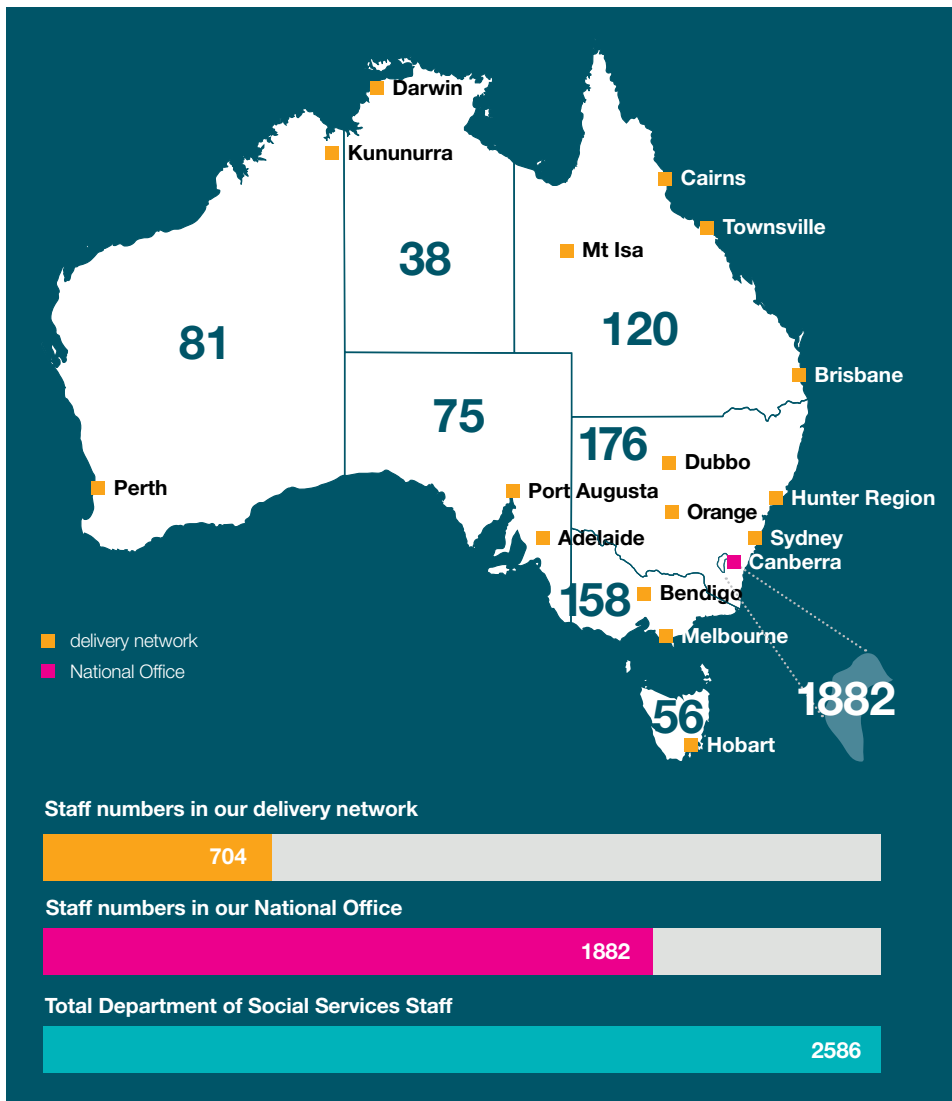 Darwin
Kununurra
Cairns
Townsville
Mt Isa
38
120
81
Brisbane
75
176
Dubbo
Perth
Port Augusta
Hunter Region
Orange
Adelaide
Sydney
Canberra
158
Bendigo
Melbourne
delivery network
National Office
1882
56
Hobart
Staff numbers in our delivery network
704
Staff numbers in our National Office
1882
Total Department of Social Services Staff
2586